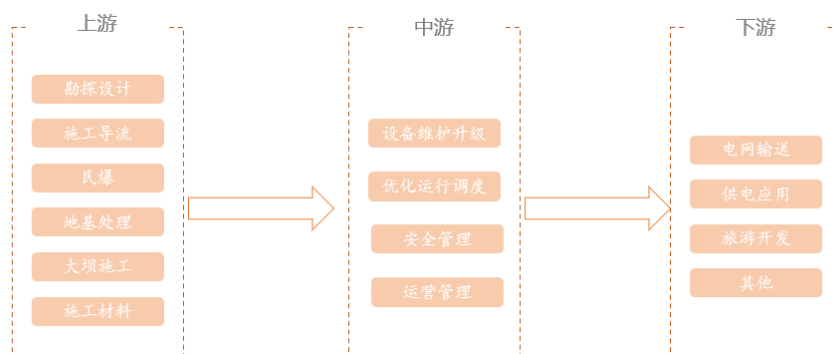 上游
勘探设计
施工导流
民爆
地基处理
大坝施工
施工材料
中游
设备维护升级
优化运行调度
安全管理
运营管理
下游
电网输送
供电应用
旅游开发
其他